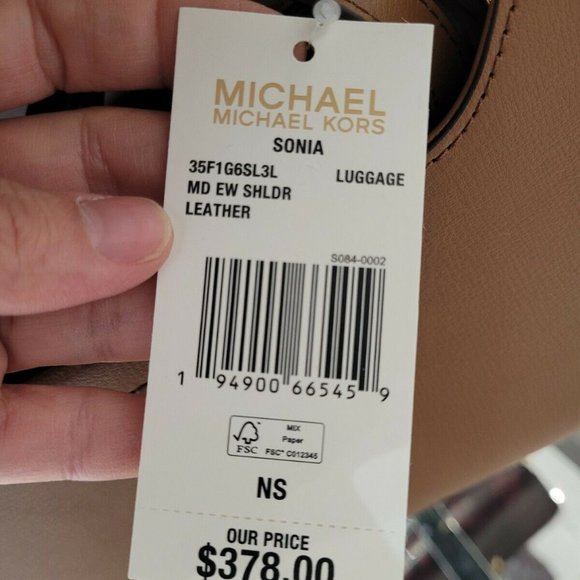 MICHAEL
MICHAEL KORS
SONIA
35F1G6SL3L LUGGAGE
MD EW SHLDR
LEATHER
S084-0002
1 94900 66545 9
FSC
MIX
Paper
FSC® C012345
NS
OUR PRICE
$378.00